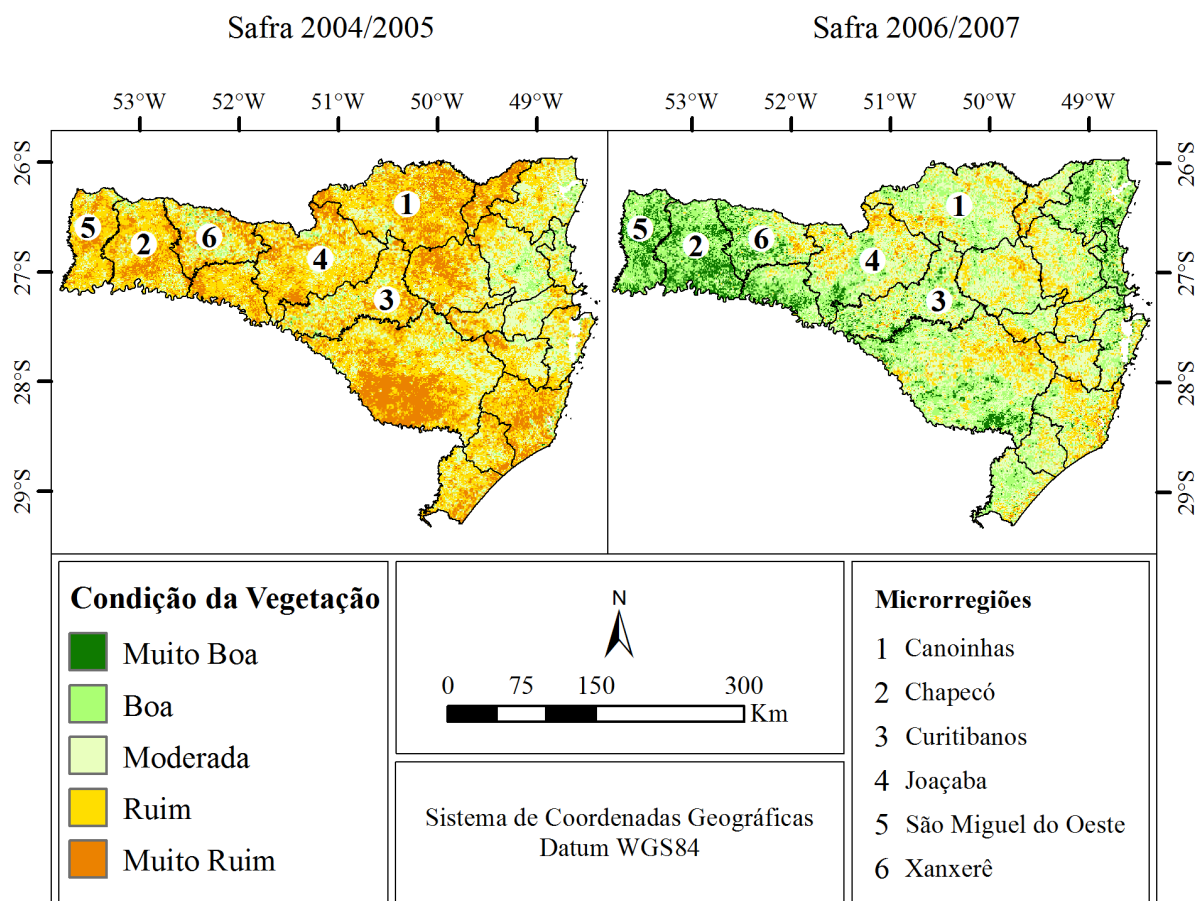 Safra 2004/2005
Safra 2006/2007
53°W 52°W 51°W 50°W 49°W
53°W 52°W 51°W 50°W 49°W
26°S
27°S
28°S
29°S
1
2
3
4
5
6
1
2
3
4
5
6
26°S
27°S
28°S
29°S
Condição da Vegetação
Muito Boa
Boa
Moderada
Ruim
Muito Ruim
N
0 75 150 300
Km
Sistema de Coordenadas Geográficas
Datum WGS84
Microrregiões
1 Canoinhas
2 Chapecó
3 Curitibanos
4 Joaçaba
5 São Miguel do Oeste
6 Xanxerê